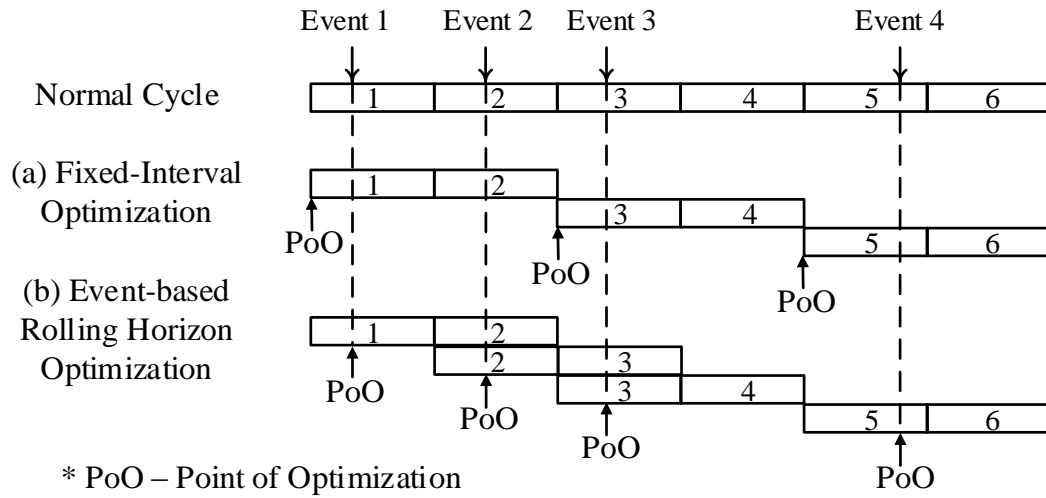 Event 1 Event 2 Event 3 Event 4
Normal Cycle 1 2 3 4 5 6
(a) Fixed-Interval
Optimization
1 2
3 4
5 6
PoO PoO PoO
(b) Event-based
Rolling Horizon
Optimization
1 2
2 3
3 4
5 6
PoO PoO PoO PoO
* PoO – Point of Optimization